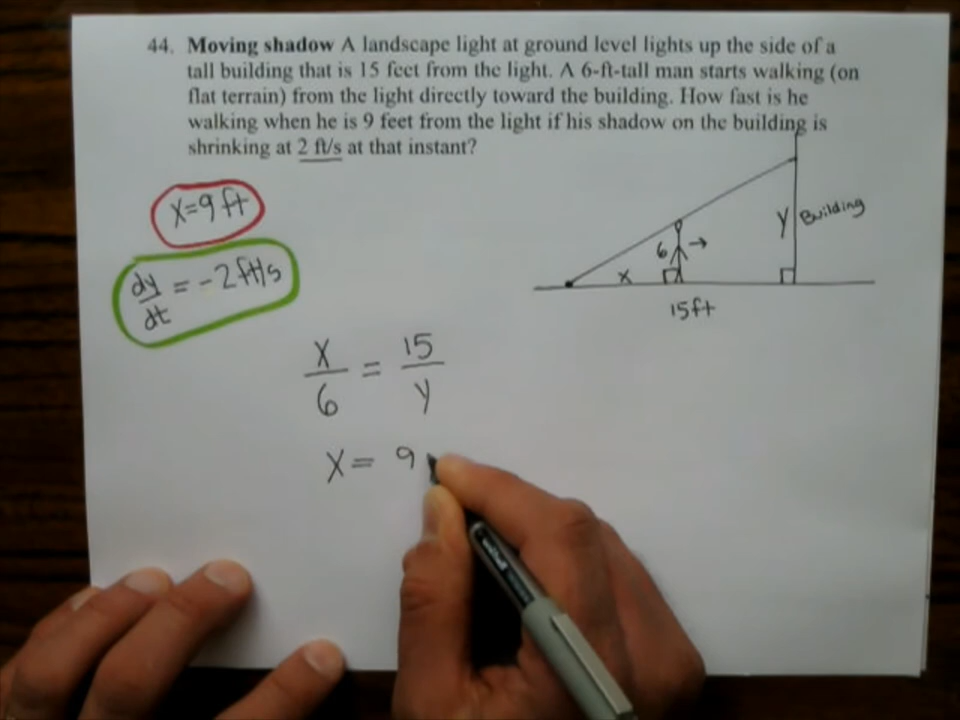 44. Moving shadow A landscape light at ground level lights up the side of a
tall building that is 15 feet from the light. A 6-ft-tall man starts walking (on
flat terrain) from the light directly toward the building. How fast is he
walking when he is 9 feet from the light if his shadow on the building is
shrinking at 2 ft/s at that instant?
x=9ft
dy/dt = -2 ft/s
6
x
y
Building
15ft
x/6 = 15/y
x= 9